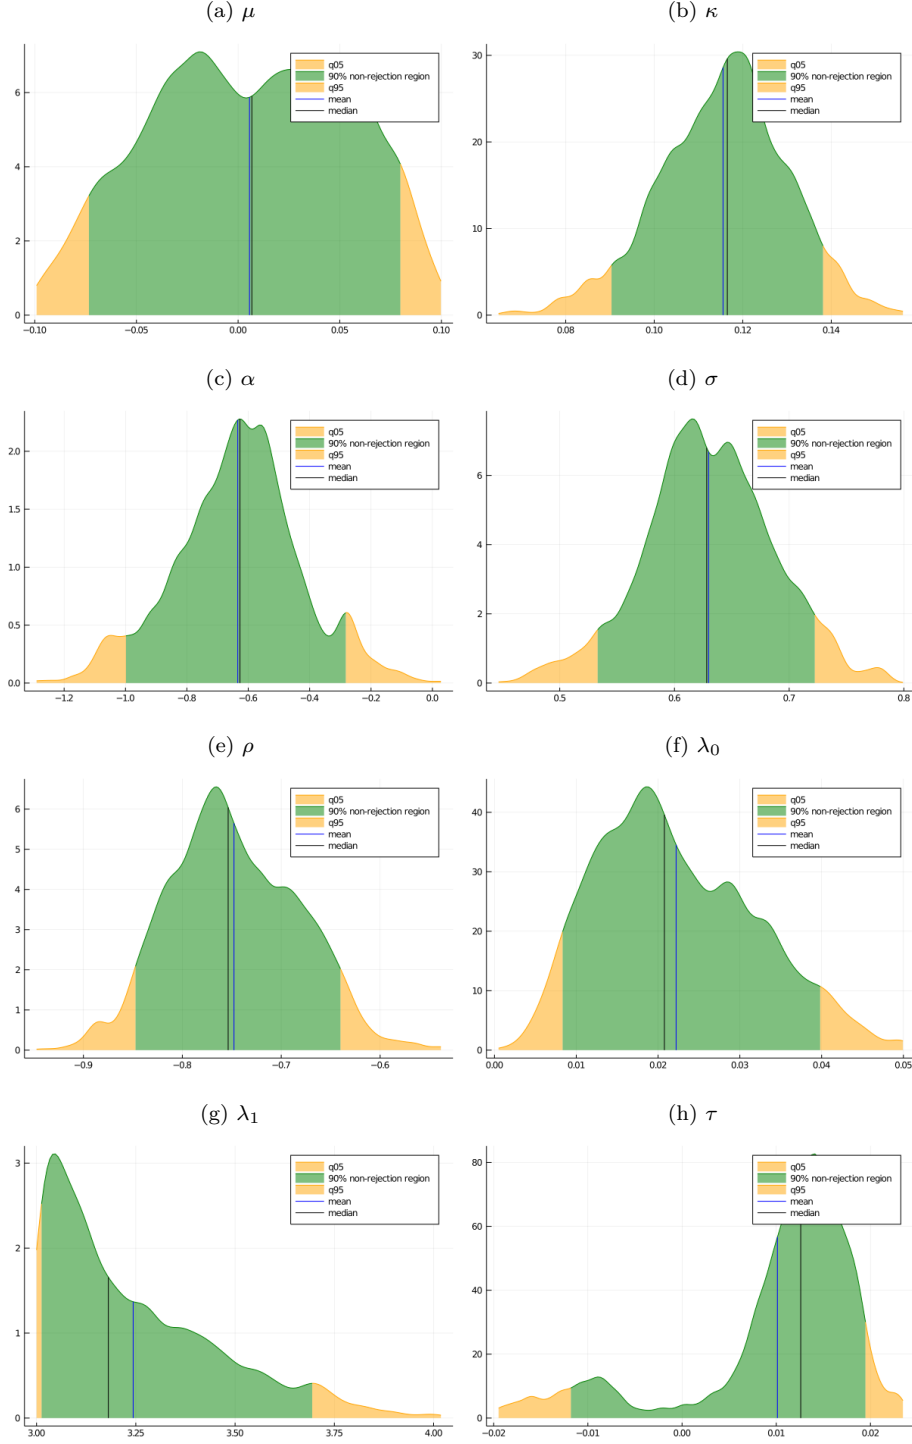 (a) μ
(b) κ
6
4
2
0
−0.10
−0.05
0.00
0.05
0.10
q05
90% non-rejection region
q95
mean
median
30
20
10
0
0.08
0.10
0.12
0.14
q05
90% non-rejection region
q95
mean
median
(c) α
(d) σ
2.0
1.5
1.0
0.5
0.0
−1.2
−1.0
−0.8
−0.6
−0.4
−0.2
0.0
q05
90% non-rejection region
q95
mean
median
6
4
2
0
0.5
0.6
0.7
0.8
q05
90% non-rejection region
q95
mean
median
(e) ρ
(f) λ0
6
5
4
3
2
1
0
−0.9
−0.8
−0.7
−0.6
q05
90% non-rejection region
q95
mean
median
40
30
20
10
0
0.00
0.01
0.02
0.03
0.04
0.05
q05
90% non-rejection region
q95
mean
median
(g) λ1
(h) τ
3
2
1
0
3.00
3.25
3.50
3.75
4.00
q05
90% non-rejection region
q95
mean
median
80
60
40
20
0
−0.02
−0.01
0.00
0.01
0.02
q05
90% non-rejection region
q95
mean
median